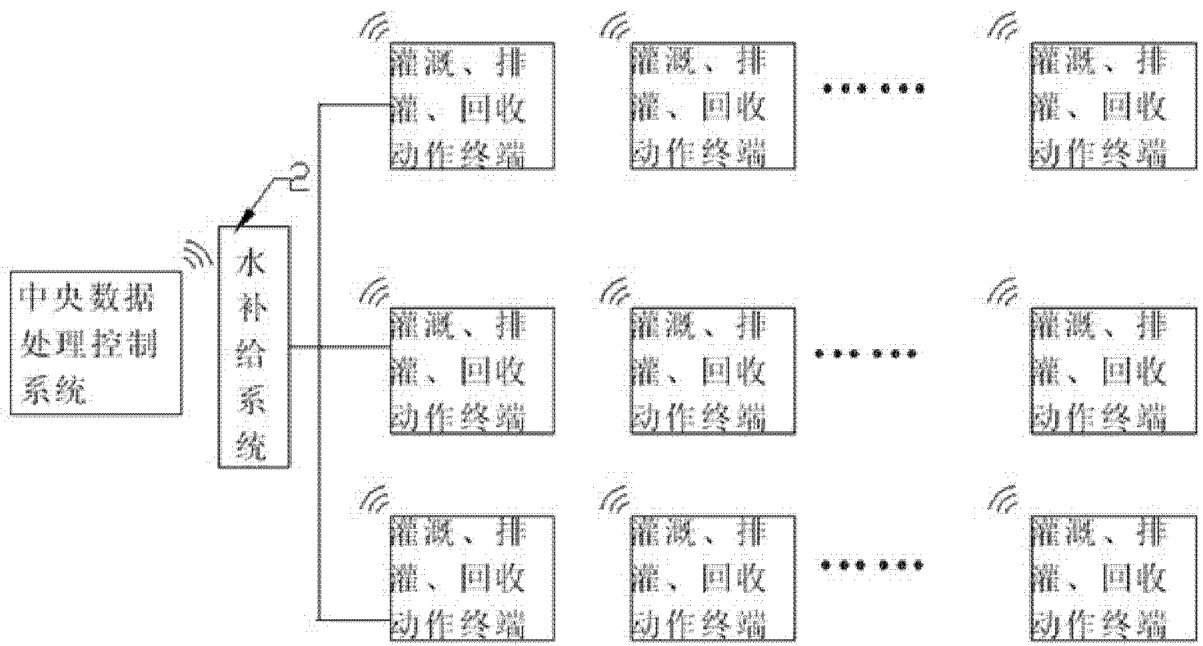 灌溉、排
灌、回收
动作终端
灌溉、排
灌、回收
动作终端
……
灌溉、排
灌、回收
动作终端
2
中央数据
处理控制
系统
水
补
给
系
统
灌溉、排
灌、回收
动作终端
灌溉、排
灌、回收
动作终端
……
灌溉、排
灌、回收
动作终端
灌溉、排
灌、回收
动作终端
灌溉、排
灌、回收
动作终端
……
灌溉、排
灌、回收
动作终端